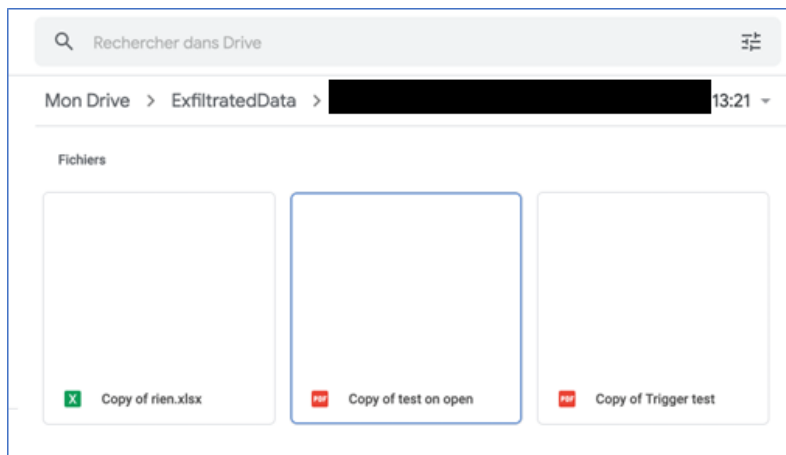 Rechercher dans Drive
Mon Drive > ExfiltratedData > 13:21
Fichiers
X Copy of rien.xlsx
PDF Copy of test on open
PDF Copy of Trigger test